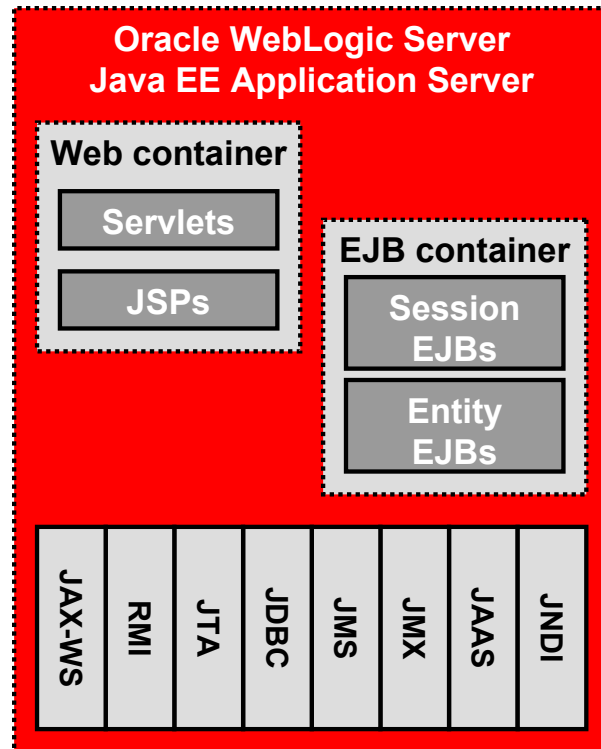 Oracle WebLogic Server
Java EE Application Server
Web container
Servlets
JSPs
EJB container
Session
EJBs
Entity
EJBs
JAX-WS
RMI
JTA
JDBC
JMS
JMX
JAAS
JNDI